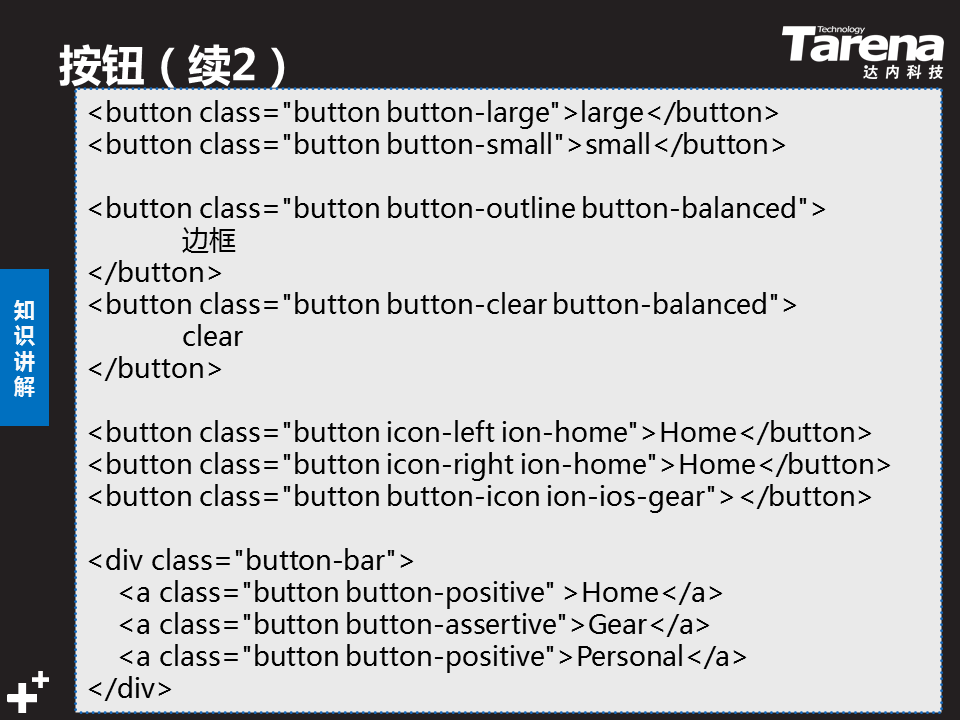 按钮（续2）
Technology
Tarena
达内科技
<button class="button button-large">large</button>
<button class="button button-small">small</button>
<button class="button button-outline button-balanced">
边框
</button>
<button class="button button-clear button-balanced">
clear
</button>
<button class="button icon-left ion-home">Home</button>
<button class="button icon-right ion-home">Home</button>
<button class="button button-icon ion-ios-gear"></button>
<div class="button-bar">
<a class="button button-positive" >Home</a>
<a class="button button-assertive">Gear</a>
<a class="button button-positive">Personal</a>
</div>
知
识
讲
解